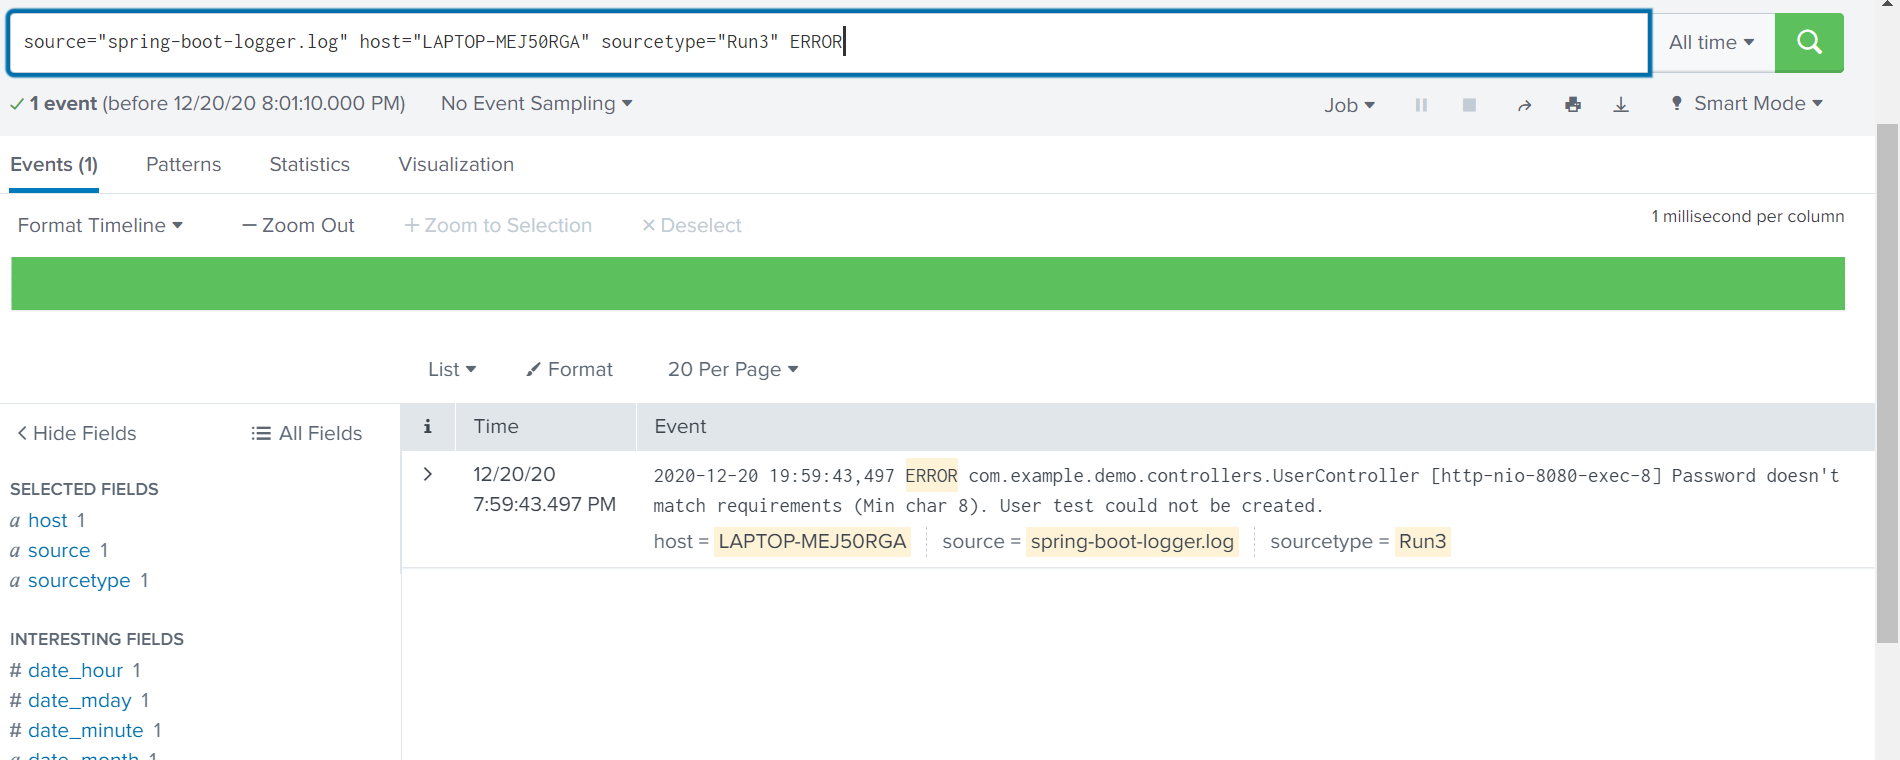 source="spring-boot-logger.log" host="LAPTOP-MEJ50RGA" sourcetype="Run3" ERROR
All time
1 event (before 12/20/20 8:01:10.000 PM)
No Event Sampling
Job
Smart Mode
Events (1)
Patterns
Statistics
Visualization
Format Timeline
— Zoom Out
+ Zoom to Selection
× Deselect
1 millisecond per column
List
Format
20 Per Page
Hide Fields
All Fields
i
Time
Event
SELECTED FIELDS
a host 1
a source 1
a sourcetype 1
INTERESTING FIELDS
# date_hour 1
# date_mday 1
# date_minute 1
a date_month 1
12/20/20
7:59:43.497 PM
2020-12-20 19:59:43,497 ERROR com.example.demo.controllers.UserController [http-nio-8080-exec-8] Password doesn't
match requirements (Min char 8). User test could not be created.
host = LAPTOP-MEJ50RGA
source = spring-boot-logger.log
sourcetype = Run3